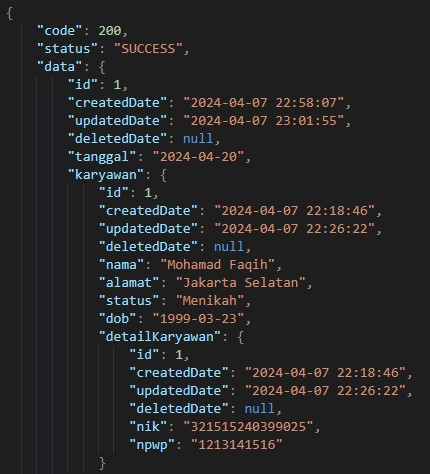 {
"code": 200,
"status": "SUCCESS",
"data": {
"id": 1,
"createdDate": "2024-04-07 22:58:07",
"updatedDate": "2024-04-07 23:01:55",
"deletedDate": null,
"tanggal": "2024-04-20",
"karyawan": {
"id": 1,
"createdDate": "2024-04-07 22:18:46",
"updatedDate": "2024-04-07 22:26:22",
"deletedDate": null,
"nama": "Mohamad Faqih",
"alamat": "Jakarta Selatan",
"status": "Menikah",
"dob": "1999-03-23",
"detailKaryawan": {
"id": 1,
"createdDate": "2024-04-07 22:18:46",
"updatedDate": "2024-04-07 22:26:22",
"deletedDate": null,
"nik": "321515240399025",
"npwp": "1213141516"
}